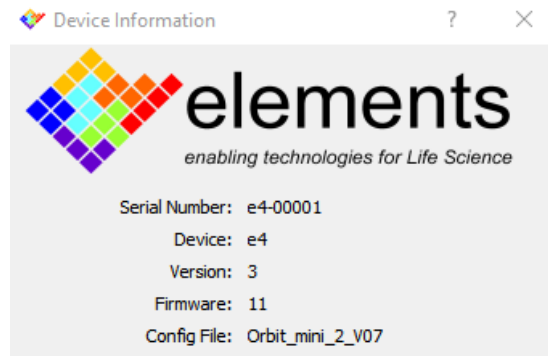 Device Information ? ×
elements
enabling technologies for Life Science
Serial Number: e4-00001
Device: e4
Version: 3
Firmware: 11
Config File: Orbit_mini_2_V07